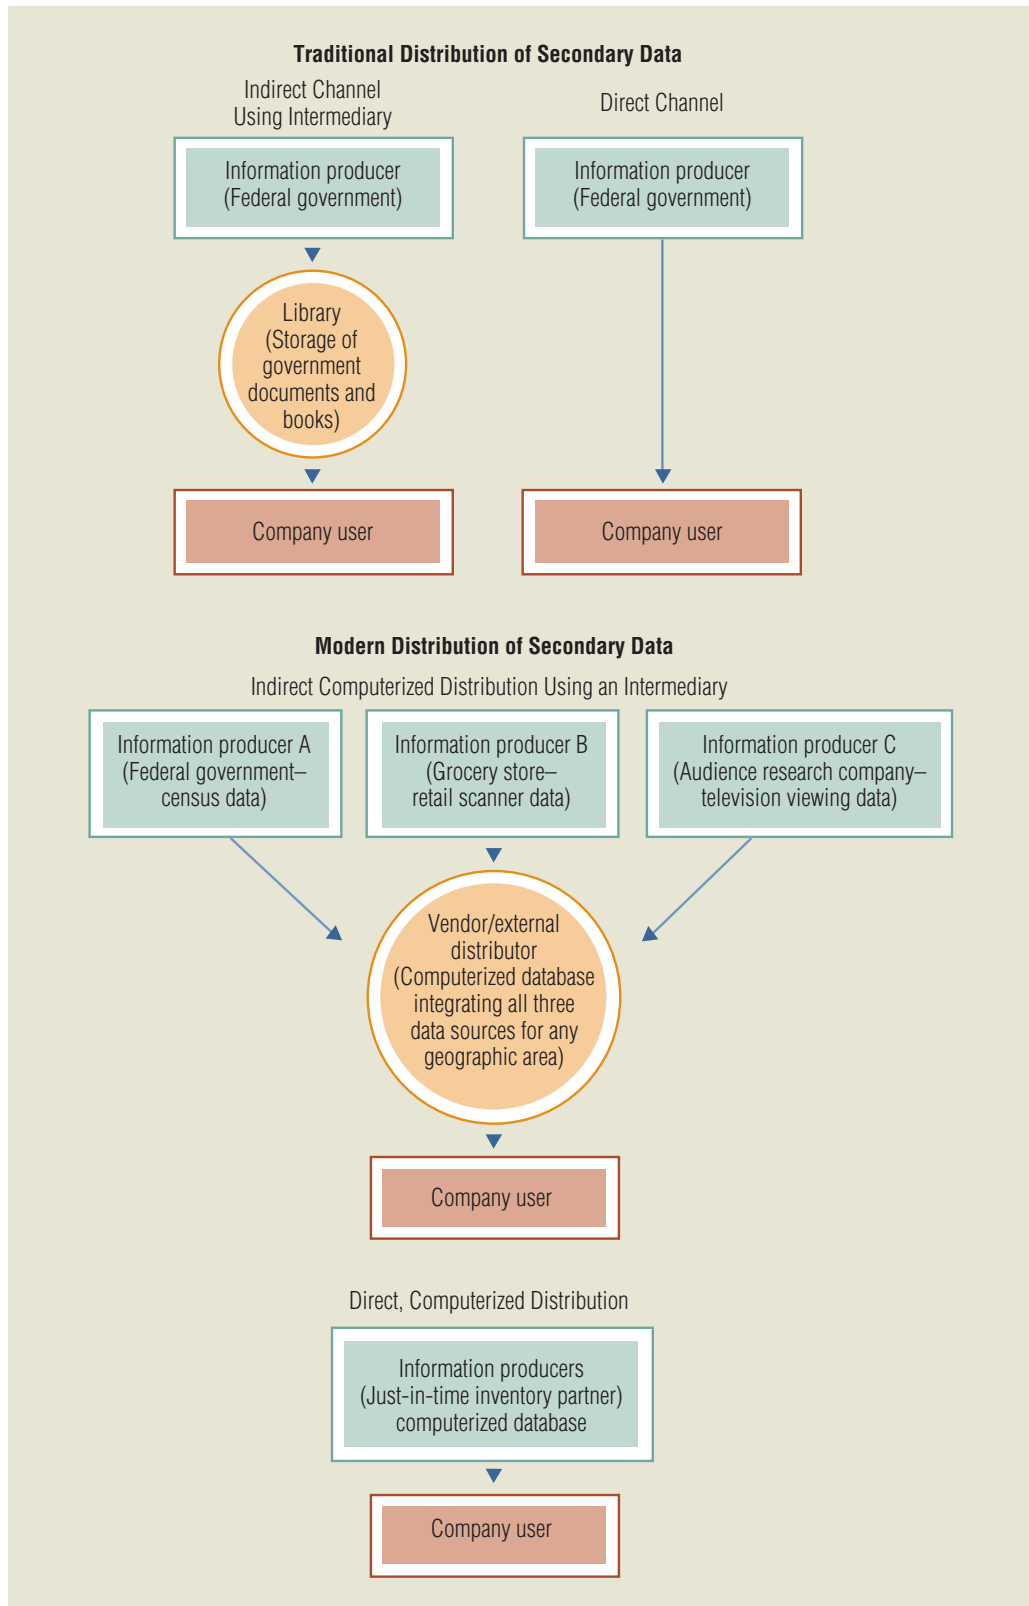 Traditional Distribution of Secondary Data
Indirect Channel
Using Intermediary
Direct Channel
Information producer
(Federal government)
Information producer
(Federal government)
Library
(Storage of
government
documents and
books)
Company user
Company user
Modern Distribution of Secondary Data
Indirect Computerized Distribution Using an Intermediary
Information producer A
(Federal government–
census data)
Information producer B
(Grocery store–
retail scanner data)
Information producer C
(Audience research company–
television viewing data)
Vendor/external
distributor
(Computerized database
integrating all three
data sources for any
geographic area)
Company user
Direct, Computerized Distribution
Information producers
(Just-in-time inventory partner)
computerized database
Company user